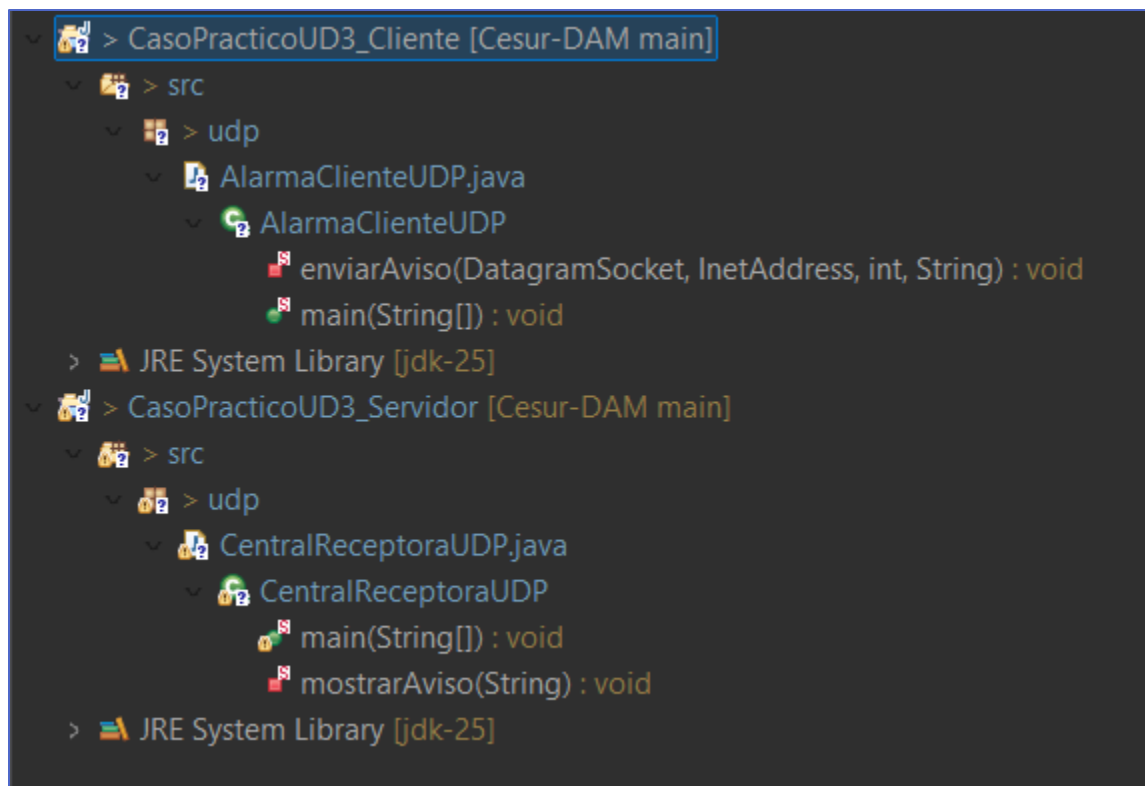 > CasoPracticoUD3_Cliente [Cesur-DAM main]
> src
> udp
AlarmaClienteUDP.java
AlarmaClienteUDP
enviarAviso(DatagramSocket, InetAddress, int, String) : void
main(String[]) : void
JRE System Library [jdk-25]
> CasoPracticoUD3_Servidor [Cesur-DAM main]
> src
> udp
CentralReceptoraUDP.java
CentralReceptoraUDP
main(String[]) : void
mostrarAviso(String) : void
JRE System Library [jdk-25]